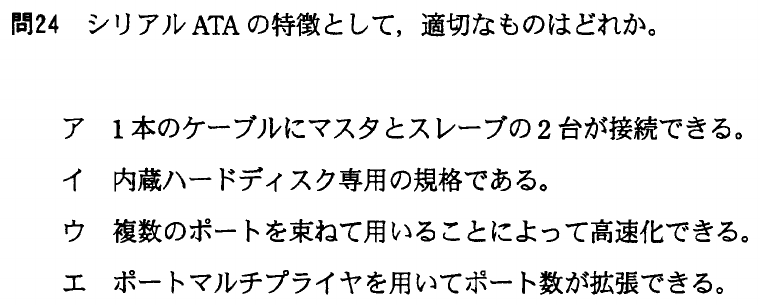 問24 シリアル ATA の特徴として，適切なものはどれか。
ア 1本のケーブルにマスタとスレーブの2台が接続できる。
イ 内蔵ハードディスク専用の規格である。
ウ 複数のポートを束ねて用いることによって高速化できる。
エ ポートマルチプライヤを用いてポート数が拡張できる。